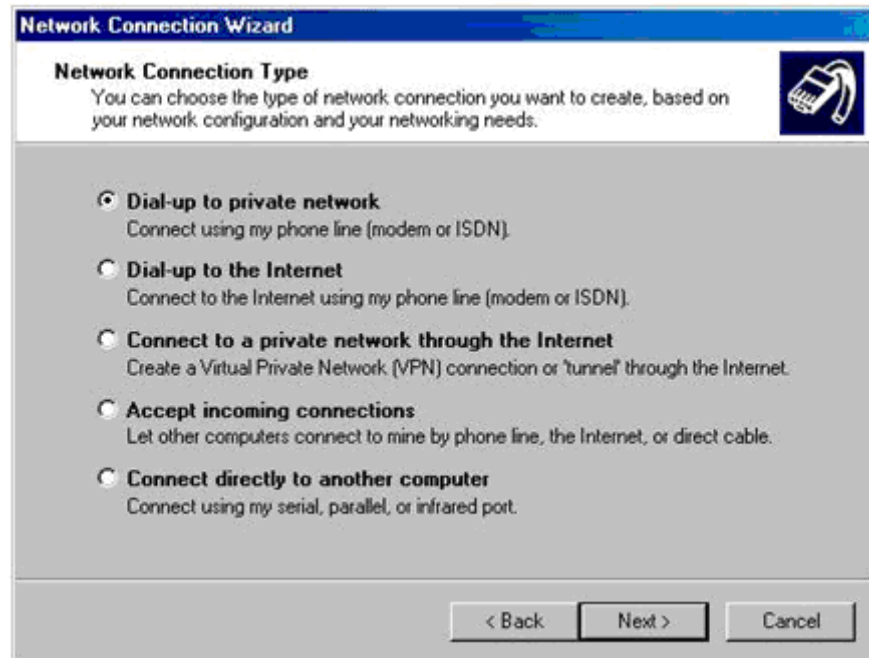 Network Connection Wizard
Network Connection Type
You can choose the type of network connection you want to create, based on
your network configuration and your networking needs.
Dial-up to private network
Connect using my phone line (modem or ISDN).
Dial-up to the Internet
Connect to the Internet using my phone line (modem or ISDN).
Connect to a private network through the Internet
Create a Virtual Private Network (VPN) connection or 'tunnel' through the Internet.
Accept incoming connections
Let other computers connect to mine by phone line, the Internet, or direct cable.
Connect directly to another computer
Connect using my serial, parallel, or infrared port.
< Back Next > Cancel